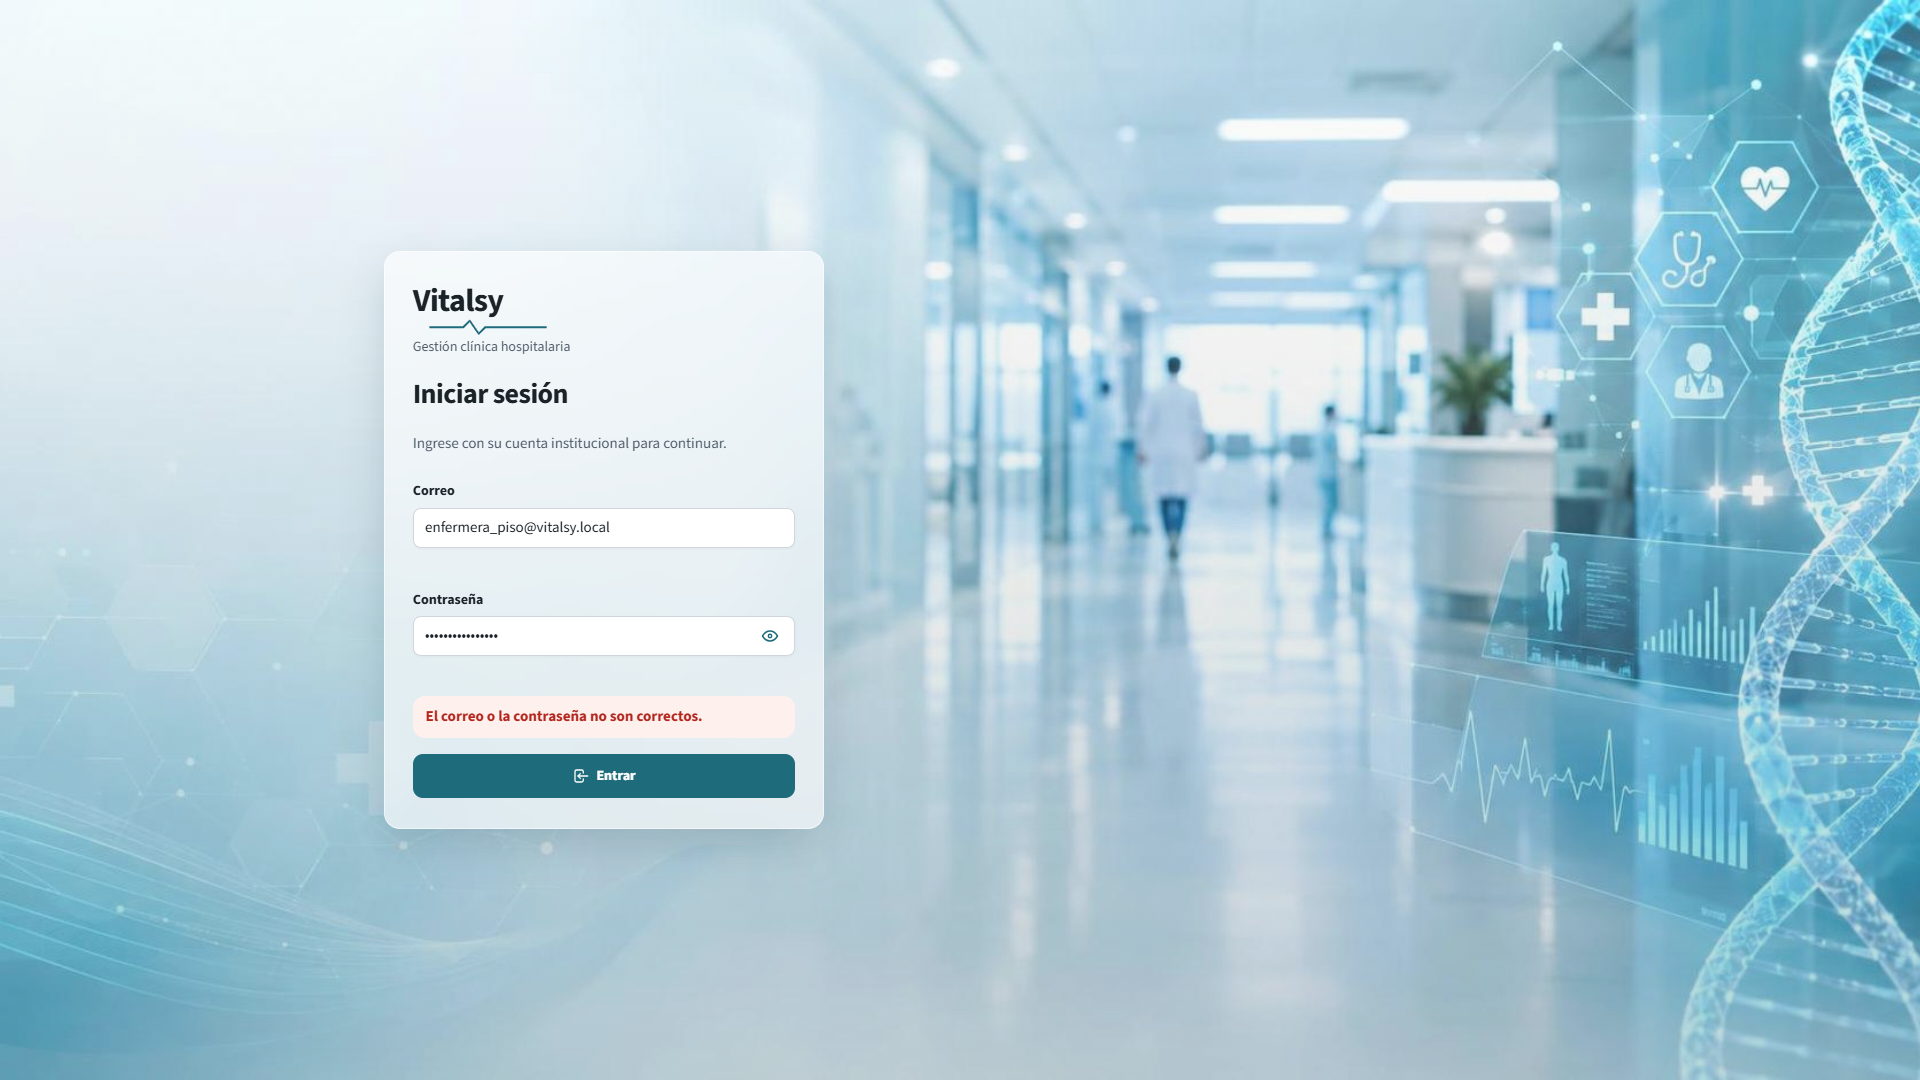 Vitalsy
Gestión clínica hospitalaria
Iniciar sesión
Ingrese con su cuenta institucional para continuar.
Correo
enfermera_piso@vitalsy.local
Contraseña
••••••••••••••••
El correo o la contraseña no son correctos.
Entrar